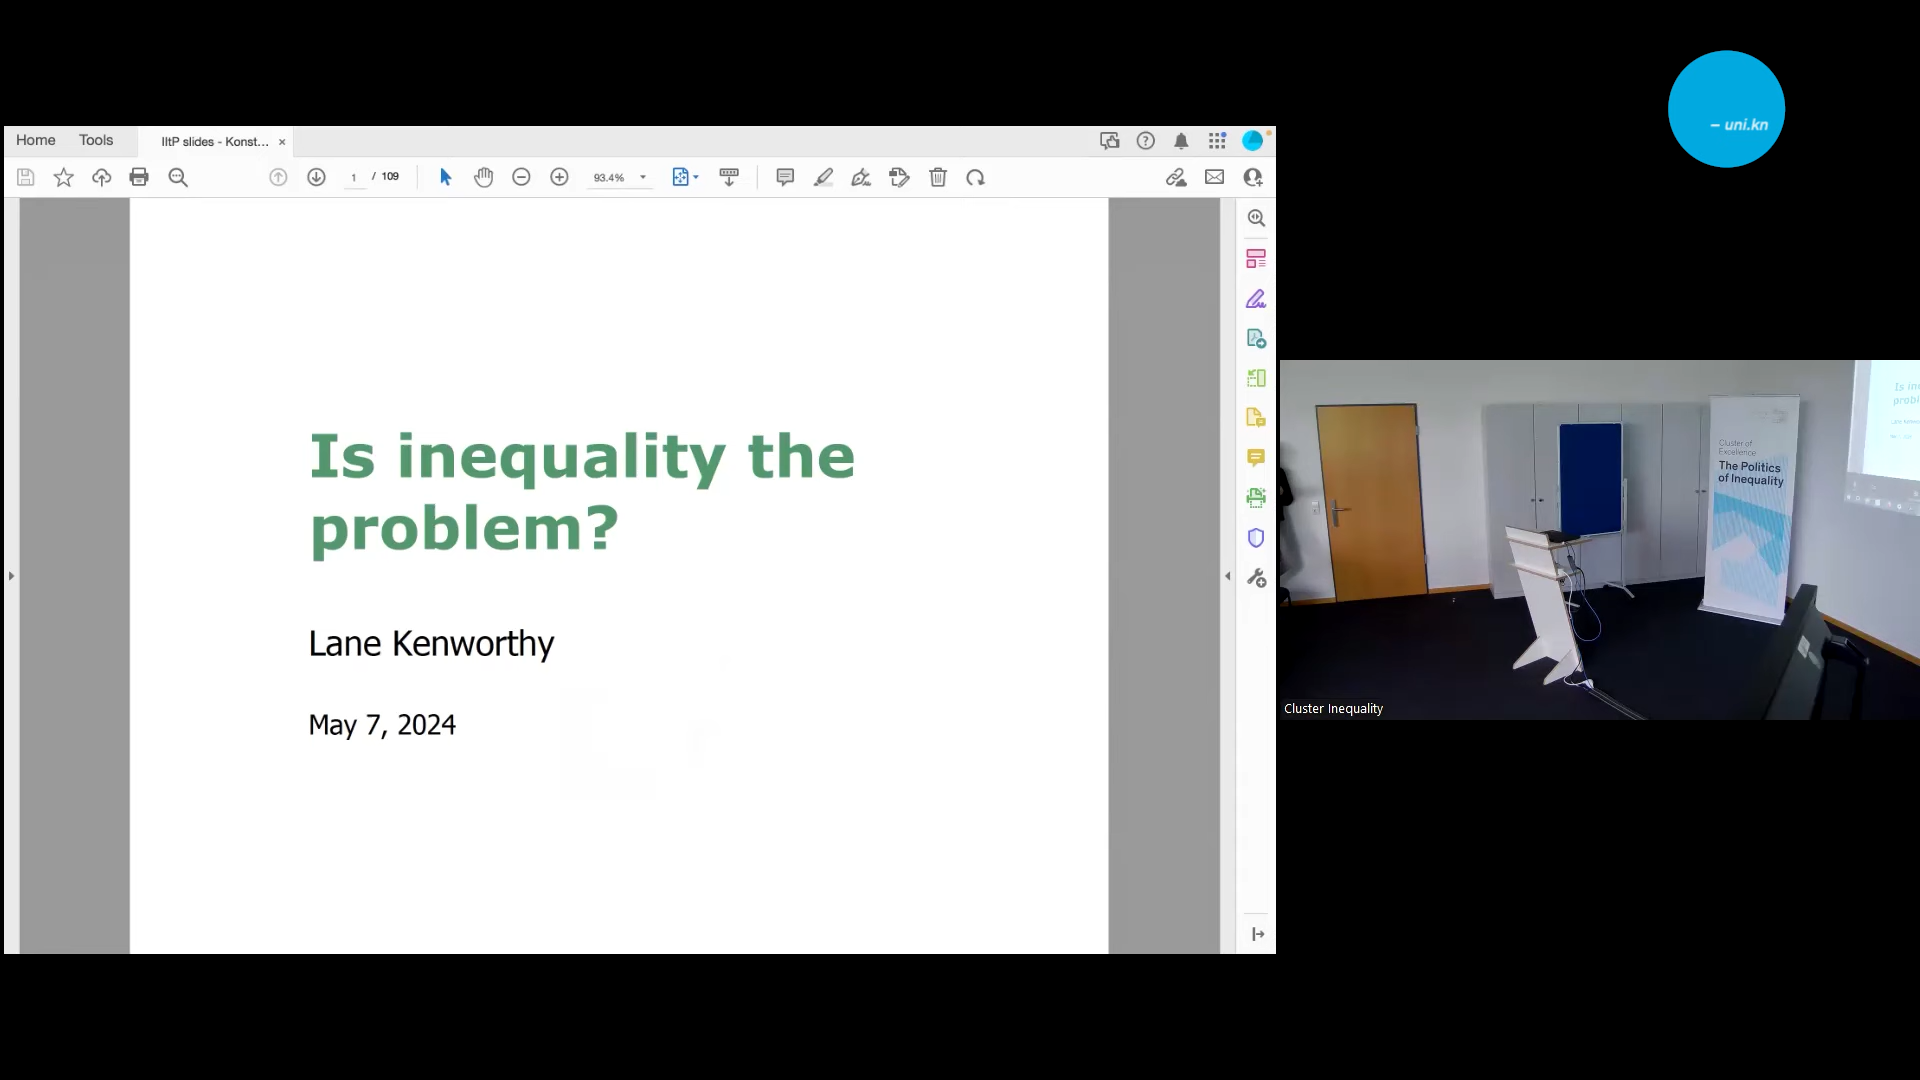 – uni.kn
Home
Tools
IItP slides - Konst...
1 / 109
93.4%
Is inequality the
problem?
Lane Kenworthy
May 7, 2024
Cluster of
Excellence
The Politics
of Inequality
Cluster Inequality